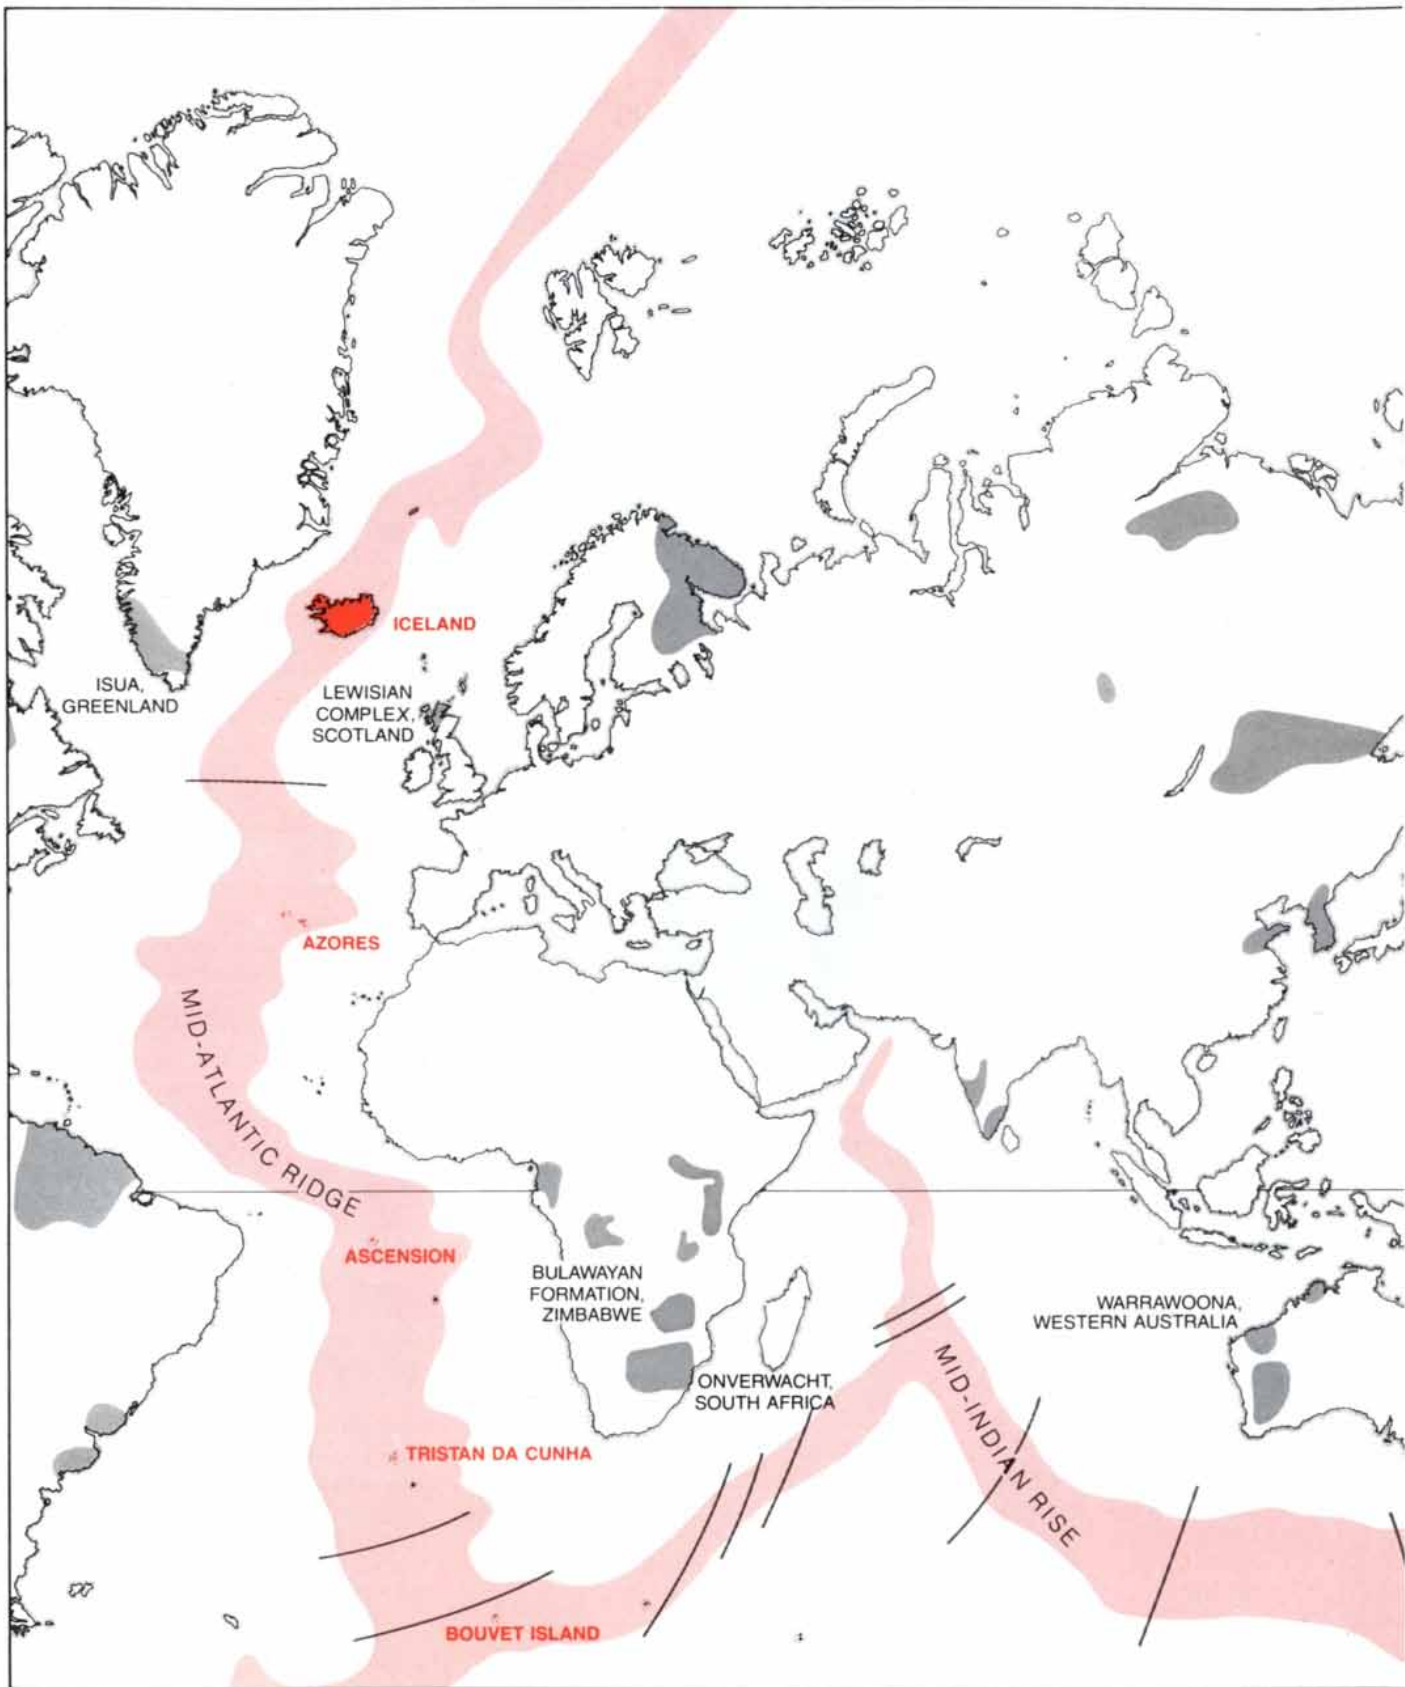 ICELAND
ISUA,
GREENLAND
LEWISIAN
COMPLEX,
SCOTLAND
AZORES
MID-ATLANTIC RIDGE
ASCENSION
BULAWAYAN
FORMATION,
ZIMBABWE
WARRAWOONA,
WESTERN AUSTRALIA
ONVERWACHT,
SOUTH AFRICA
MID-INDIAN RISE
TRISTAN DA CUNHA
BOUVET ISLAND